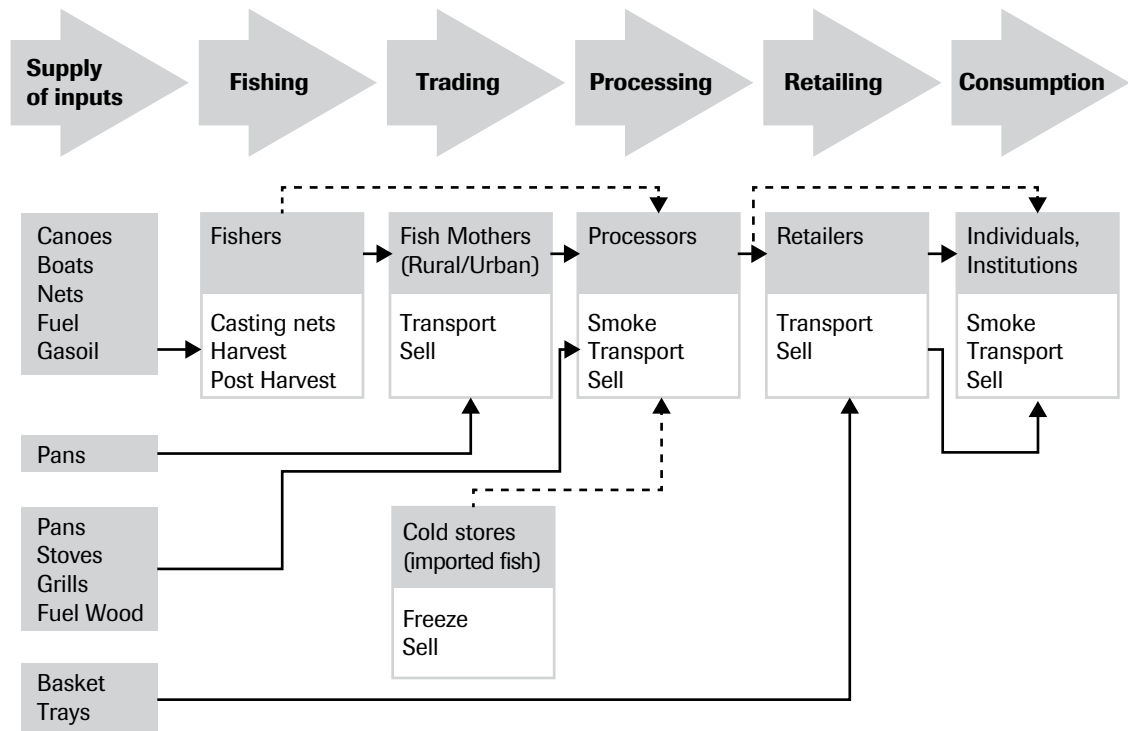 Supply
of inputs
Fishing
Trading
Processing
Retailing
Consumption
Canoes
Boats
Nets
Fuel
Gasoil
Fishers
Casting nets
Harvest
Post Harvest
Fish Mothers
(Rural/Urban)
Transport
Sell
Processors
Smoke
Transport
Sell
Retailers
Transport
Sell
Individuals,
Institutions
Smoke
Transport
Sell
Pans
Pans
Stoves
Grills
Fuel Wood
Cold stores
(imported fish)
Freeze
Sell
Basket
Trays